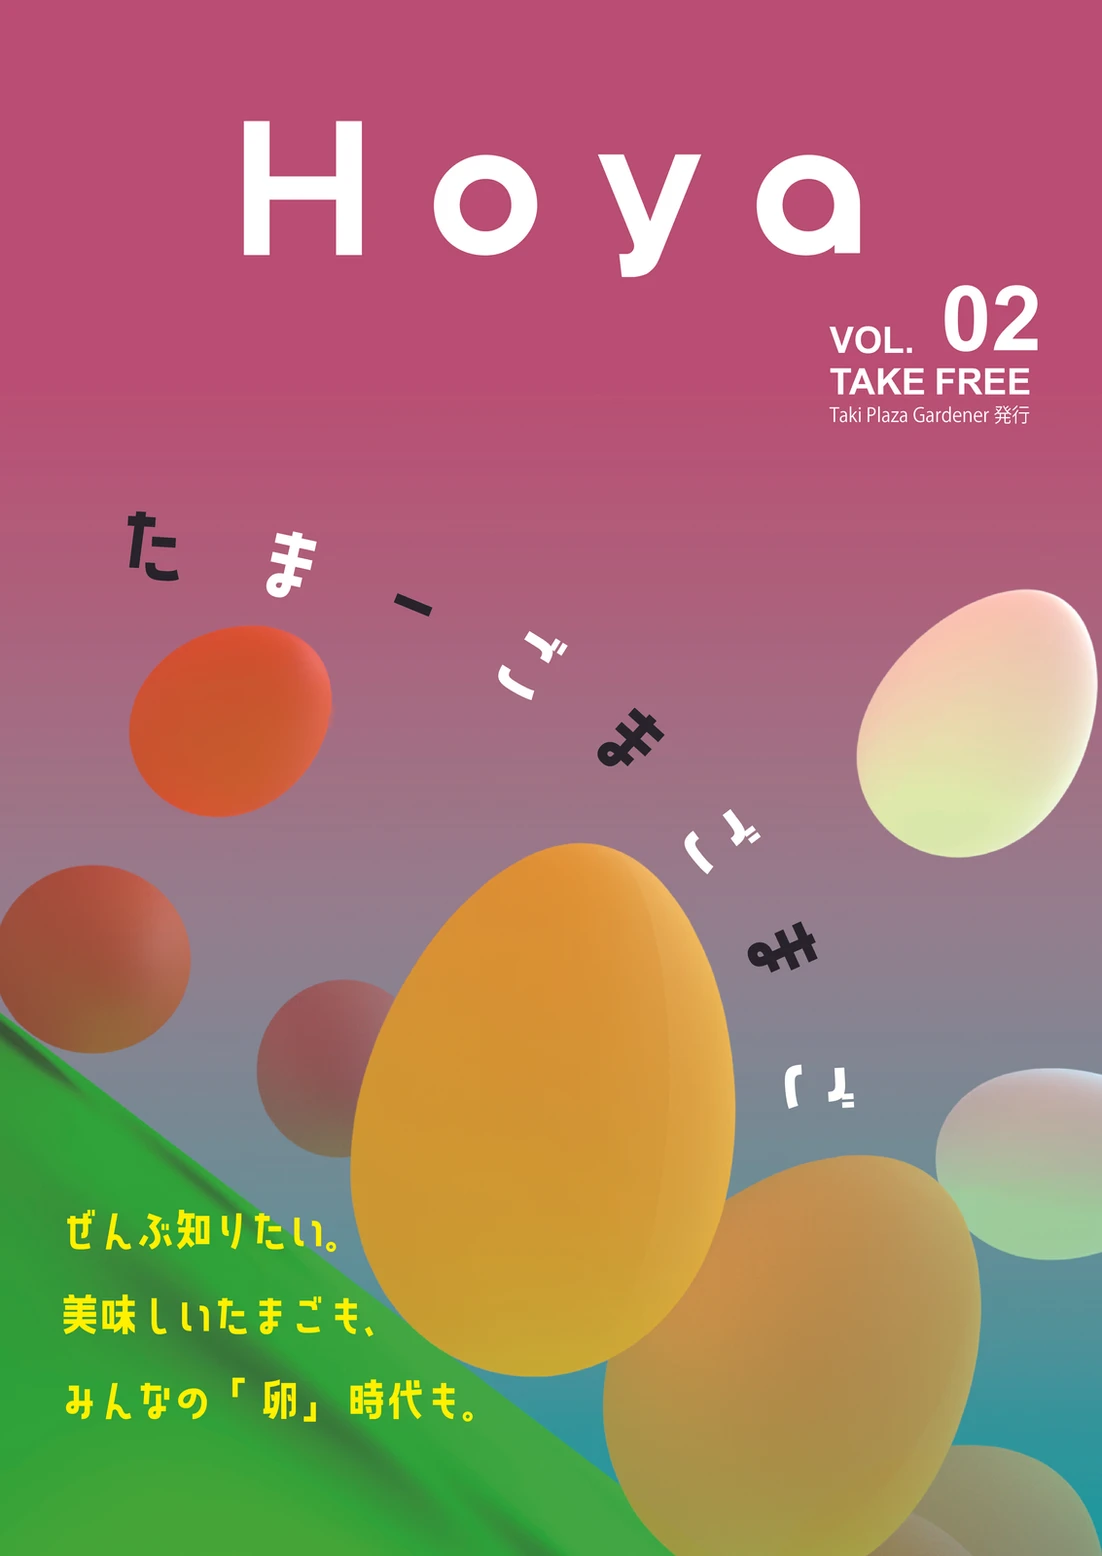 Hoya
VOL. 02
TAKE FREE
Taki Plaza Gardener 発行
たまーごまごまご
ぜんぶ知りたい。
美味しいたまごも、
みんなの「卵」時代も。